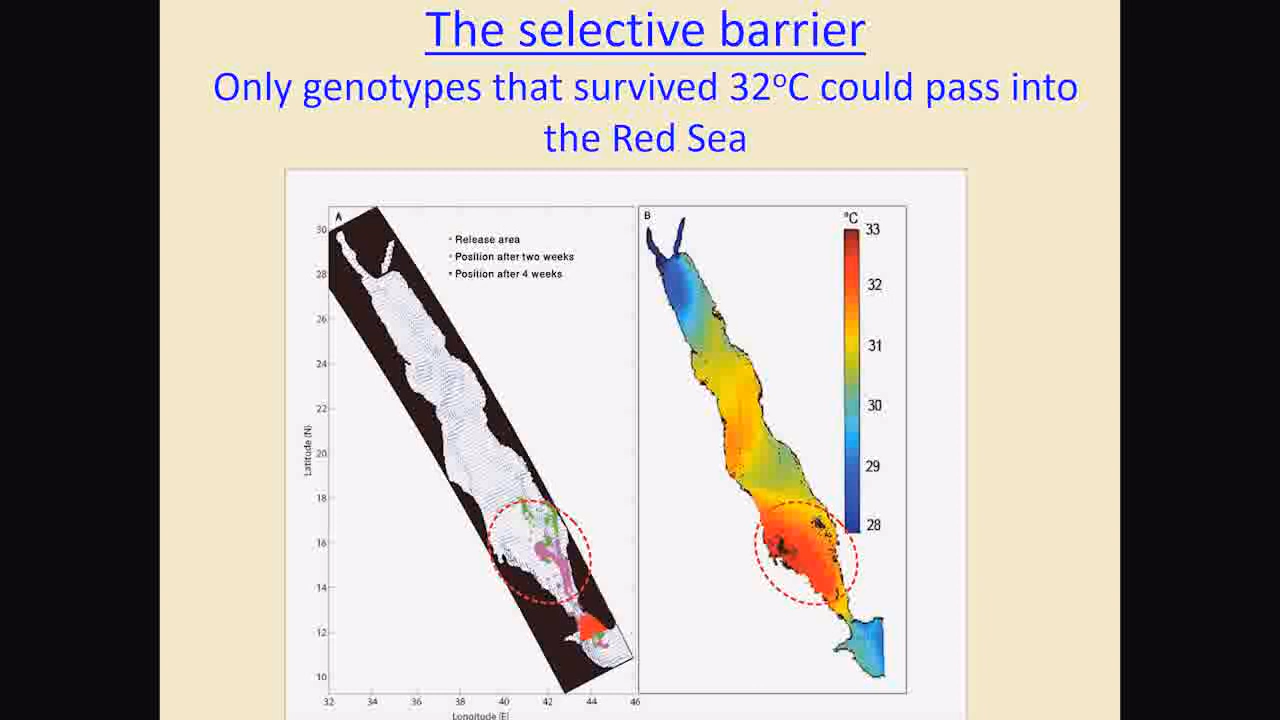 The selective barrier
Only genotypes that survived 32°C could pass into
the Red Sea
A
• Release area
• Position after two weeks
• Position after 4 weeks
30
28
26
24
22
20
18
16
14
12
10
Latitude (N)
32 34 36 38 40 42 44 46
Longitude (E)
B
°C
33
32
31
30
29
28